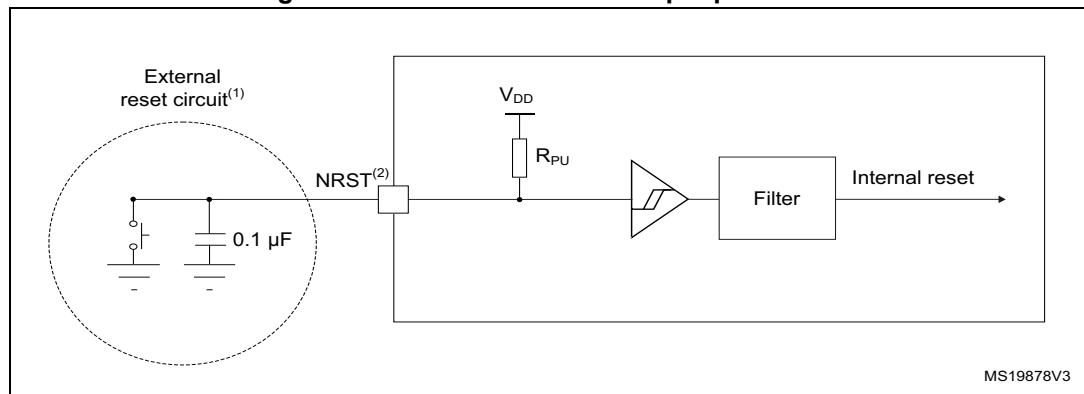 External
reset circuit(1)
VDD
RPU
NRST(2)
Filter
Internal reset
0.1 µF
MS19878V3